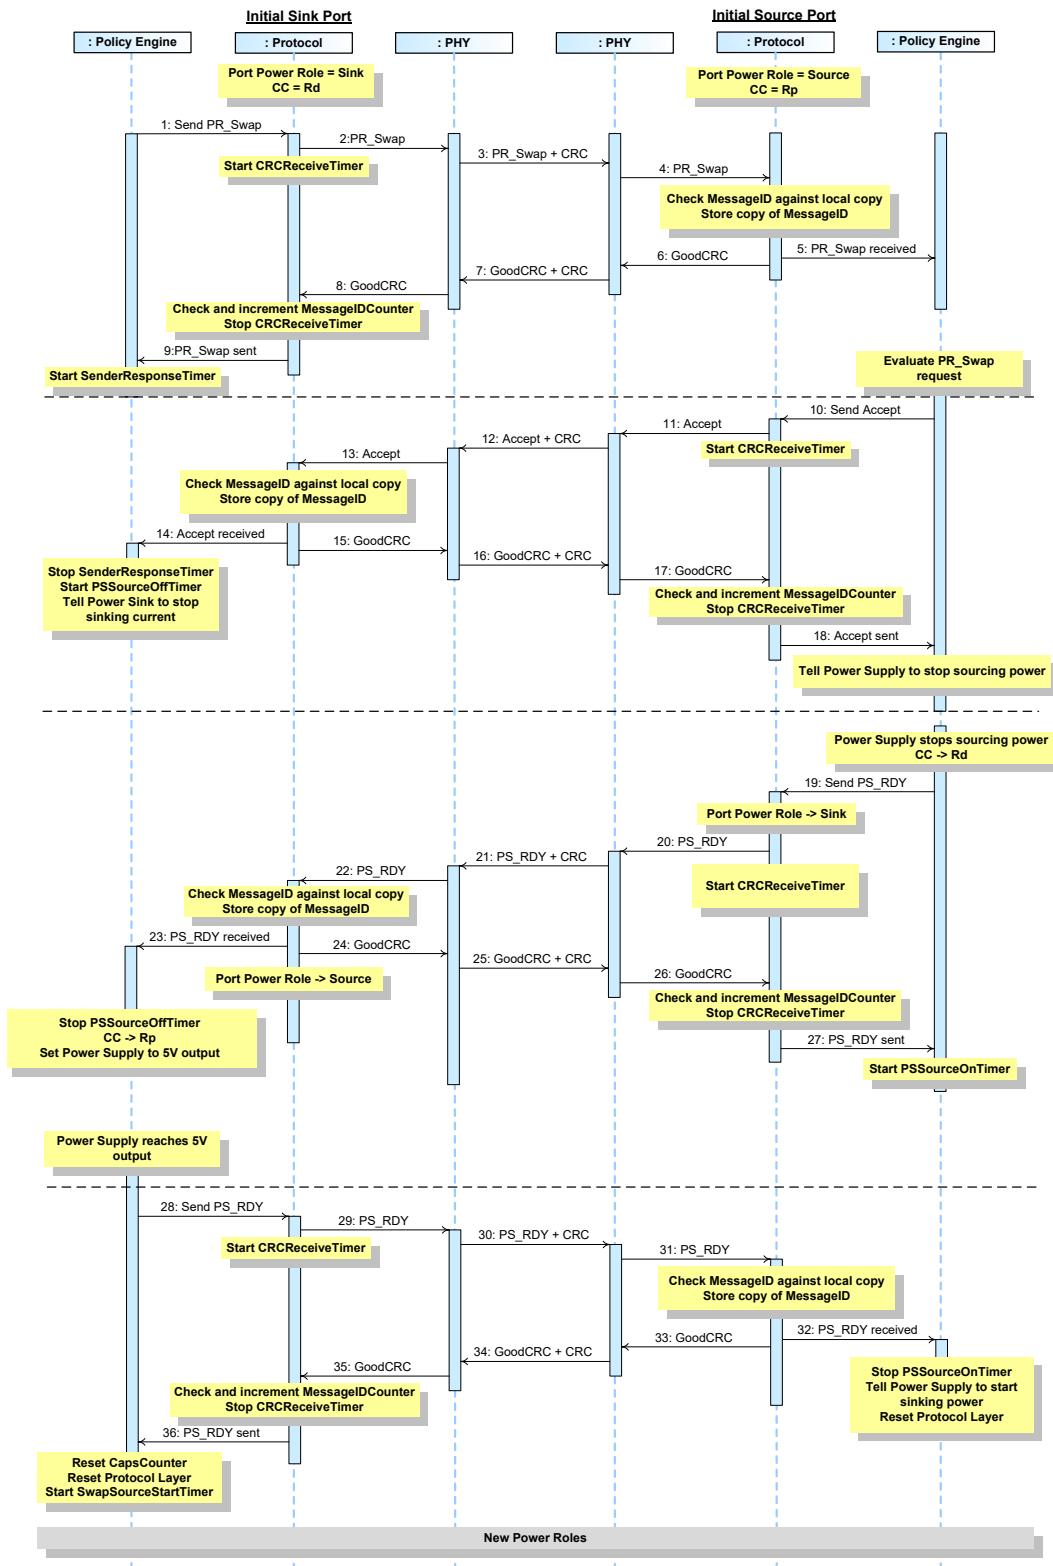 Initial Sink Port
Initial Source Port
: Policy Engine
: Protocol
: PHY
: PHY
: Protocol
: Policy Engine
Port Power Role = Sink
CC = Rd
Port Power Role = Source
CC = Rp
1: Send PR_Swap
2:PR_Swap
Start CRCReceiveTimer
3: PR_Swap + CRC
4: PR_Swap
Check MessageID against local copy
Store copy of MessageID
5: PR_Swap received
6: GoodCRC
7: GoodCRC + CRC
8: GoodCRC
Check and increment MessageIDCounter
Stop CRCReceiveTimer
9:PR_Swap sent
Start SenderResponseTimer
Evaluate PR_Swap
request
10: Send Accept
11: Accept
Start CRCReceiveTimer
12: Accept + CRC
13: Accept
Check MessageID against local copy
Store copy of MessageID
14: Accept received
15: GoodCRC
16: GoodCRC + CRC
Stop SenderResponseTimer
Start PSSourceOffTimer
Tell Power Sink to stop
sinking current
17: GoodCRC
Check and increment MessageIDCounter
Stop CRCReceiveTimer
18: Accept sent
Tell Power Supply to stop sourcing power
Power Supply stops sourcing power
CC -> Rd
19: Send PS_RDY
Port Power Role -> Sink
20: PS_RDY
21: PS_RDY + CRC
22: PS_RDY
Start CRCReceiveTimer
Check MessageID against local copy
Store copy of MessageID
23: PS_RDY received
24: GoodCRC
25: GoodCRC + CRC
Port Power Role -> Source
26: GoodCRC
Check and increment MessageIDCounter
Stop CRCReceiveTimer
Stop PSSourceOffTimer
CC -> Rp
Set Power Supply to 5V output
27: PS_RDY sent
Start PSSourceOnTimer
Power Supply reaches 5V
output
28: Send PS_RDY
29: PS_RDY
Start CRCReceiveTimer
30: PS_RDY + CRC
31: PS_RDY
Check MessageID against local copy
Store copy of MessageID
32: PS_RDY received
33: GoodCRC
34: GoodCRC + CRC
35: GoodCRC
Stop PSSourceOnTimer
Tell Power Supply to start
sinking power
Reset Protocol Layer
Check and increment MessageIDCounter
Stop CRCReceiveTimer
36: PS_RDY sent
Reset CapsCounter
Reset Protocol Layer
Start SwapSourceStartTimer
New Power Roles